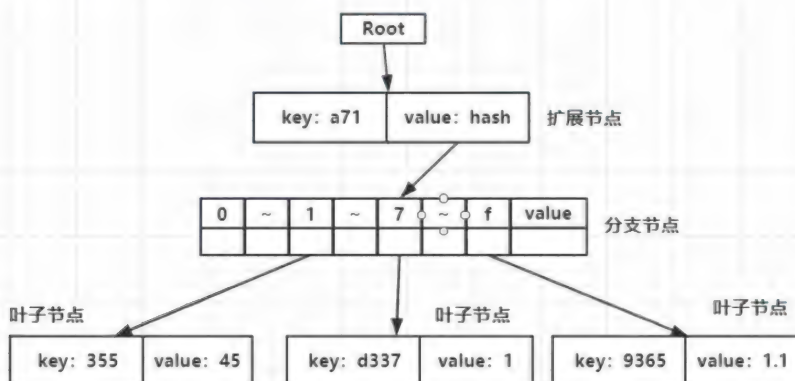 Root
key: a71 value: hash 扩展节点
0 ~ 1 ~ 7 ~ f value
分支节点
叶子节点 叶子节点 叶子节点
key: 355 value: 45 key: d337 value: 1 key: 9365 value: 1.1